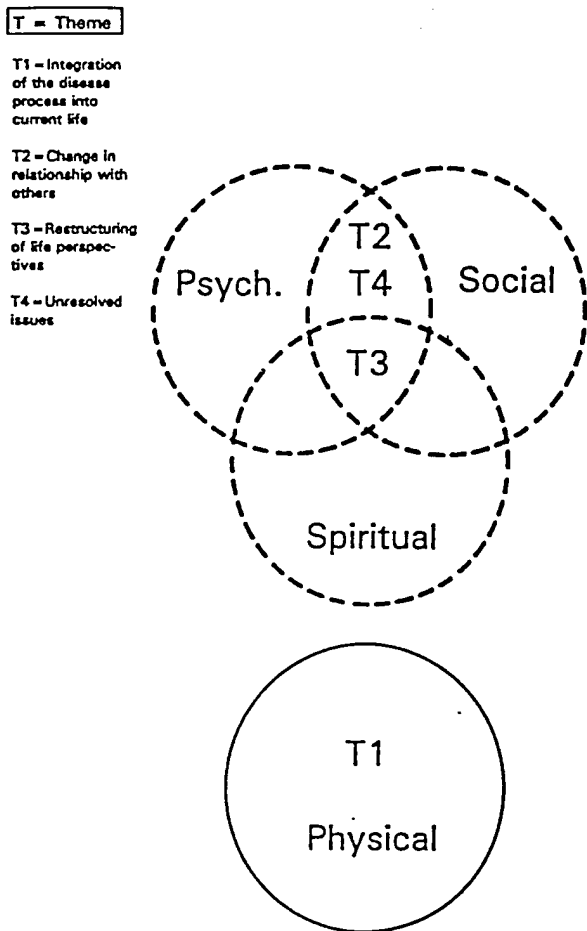 T = Theme
T1 = Integration
of the disease
process into
current life
T2 = Change in
relationship with
others
T3 = Restructuring
of life perspec-
tives
T4 = Unresolved
issues
T2
Psych.
T4
Social
T3
Spiritual
T1
Physical